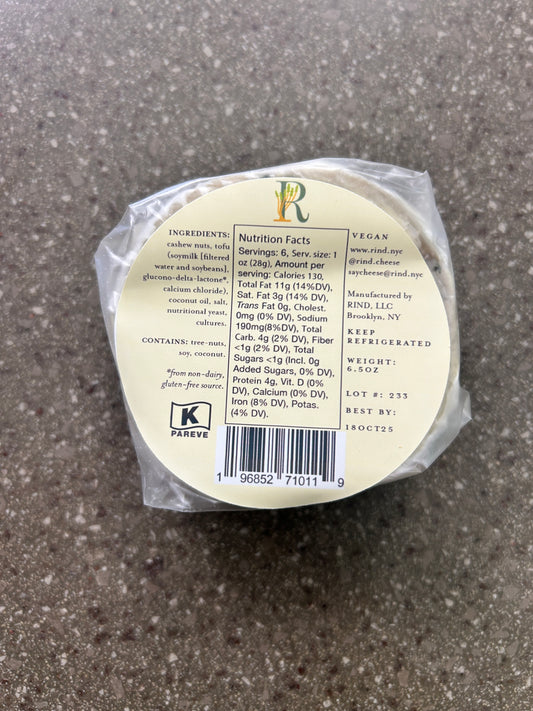 R
INGREDIENTS:
cashew nuts, tofu
(soymilk [filtered
water and soybeans],
glucono-delta-lactone*,
calcium chloride),
coconut oil, salt,
nutritional yeast,
cultures.
CONTAINS: tree-nuts,
soy, coconut.
*from non-dairy,
gluten-free source.
K
PAREVE
Nutrition Facts
Servings: 6, Serv. size: 1
oz (28g), Amount per
serving: Calories 130,
Total Fat 11g (14%DV),
Sat. Fat 3g (14% DV),
Trans Fat 0g, Cholest.
0mg (0% DV), Sodium
190mg(8%DV), Total
Carb. 4g (2% DV), Fiber
<1g (2% DV), Total
Sugars <1g (Incl. 0g
Added Sugars, 0% DV),
Protein 4g, Vit. D (0%
DV), Calcium (0% DV),
Iron (8% DV), Potas.
(4% DV).
VEGAN
www.rind.nyc
@rind.cheese
saycheese@rind.nyc
Manufactured by
RIND, LLC
Brooklyn, NY
KEEP
REFRIGERATED
WEIGHT:
6.5OZ
LOT #: 233
BEST BY:
18OCT25
1 96852 71011 9